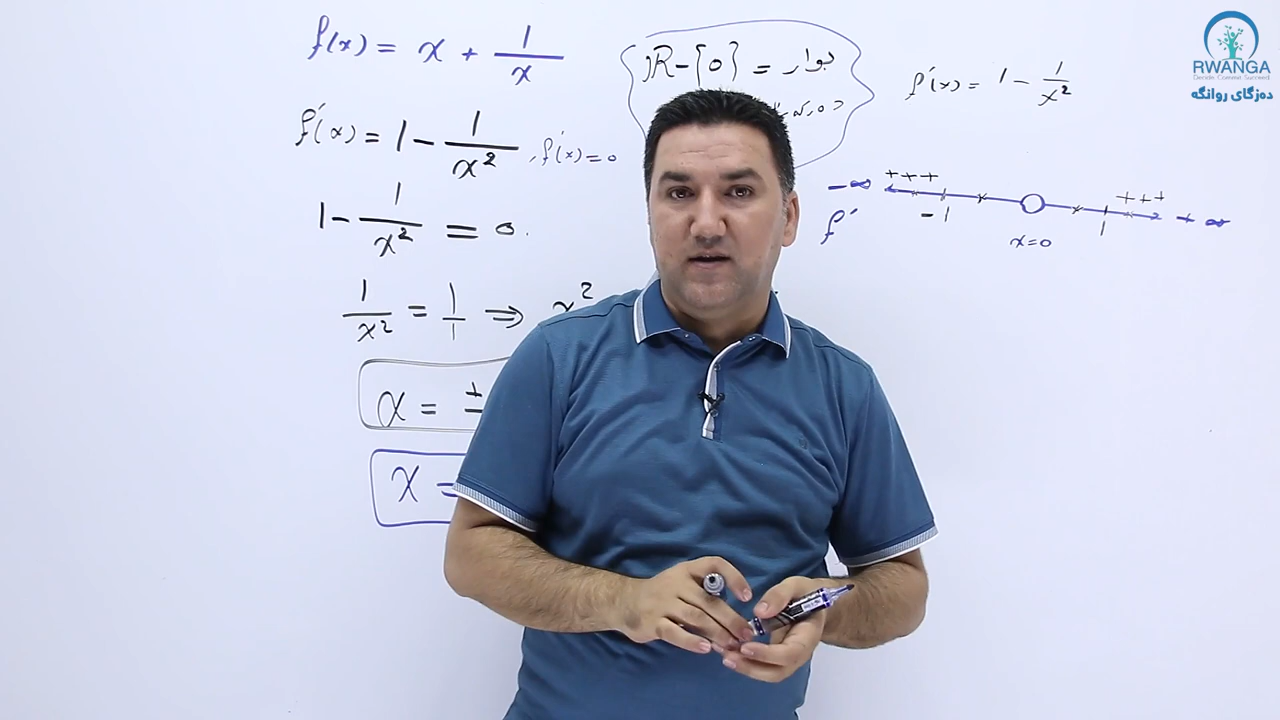 f(x) = x + 1/x
f′(x) = 1 − 1/x² , f′(x) = 0
1 − 1/x² = 0
1/x² = 1/1 ⇒ x²
x = ±
x =
بوار = R − {0}
f′(x) = 1 − 1/x²
+++ +++
−∞ +∞
−1 1
f′
x=0
RWANGA
Decide Commit Succeed
دەزگای روانگە